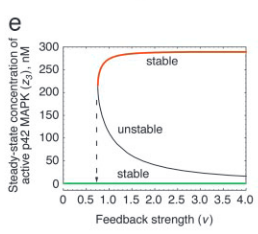 e
Steady-state concentration of
active p42 MAPK (z₃), nM
300
250
200
150
100
50
0
stable
unstable
stable
0 0.5 1.0 1.5 2.0 2.5 3.0 3.5 4.0
Feedback strength (v)